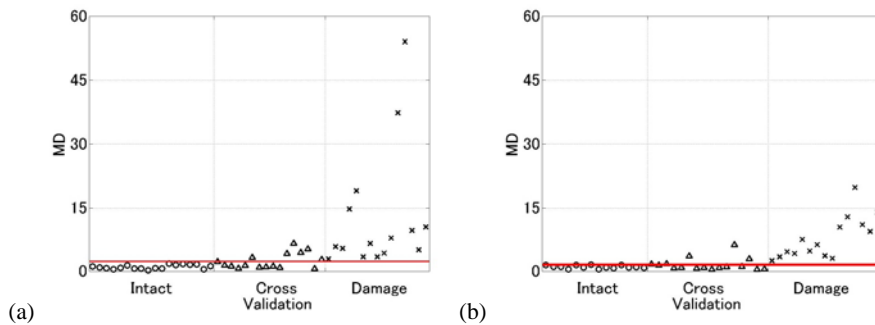 60
45
30
15
0
MD
Intact
Cross
Validation
Damage
(a)
60
45
30
15
0
MD
Intact
Cross
Validation
Damage
(b)